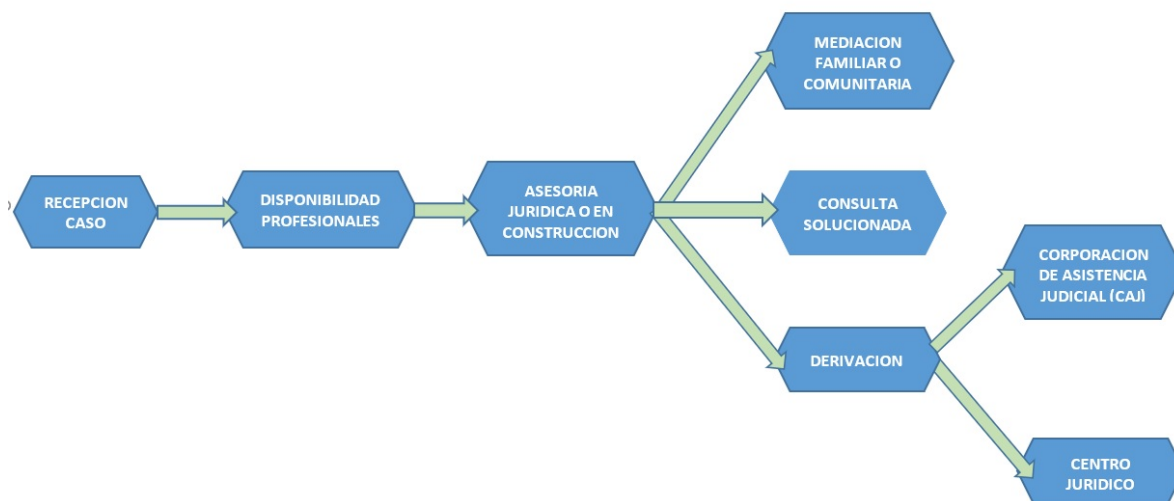 RECEPCION
CASO
DISPONIBILIDAD
PROFESIONALES
ASESORIA
JURIDICA O EN
CONSTRUCCION
MEDIACION
FAMILIAR O
COMUNITARIA
CONSULTA
SOLUCIONADA
DERIVACION
CORPORACION
DE ASISTENCIA
JUDICIAL (CAJ)
CENTRO
JURIDICO